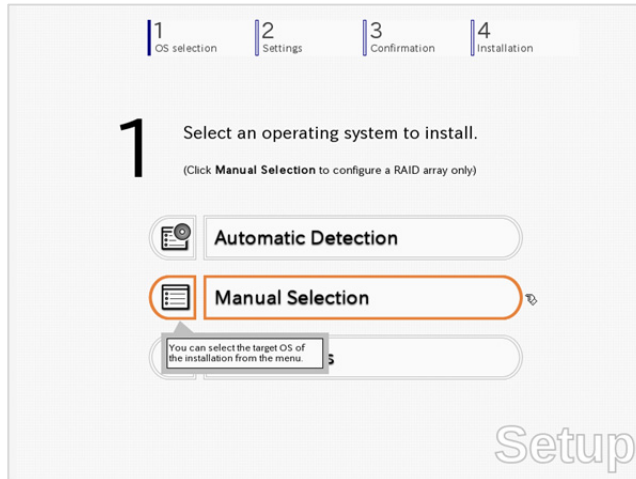 1
OS selection
2
Settings
3
Confirmation
4
Installation
1
Select an operating system to install.
(Click Manual Selection to configure a RAID array only)
Automatic Detection
Manual Selection
You can select the target OS of
the installation from the menu.
Setup